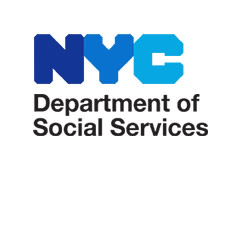 NYC
Department of
Social Services